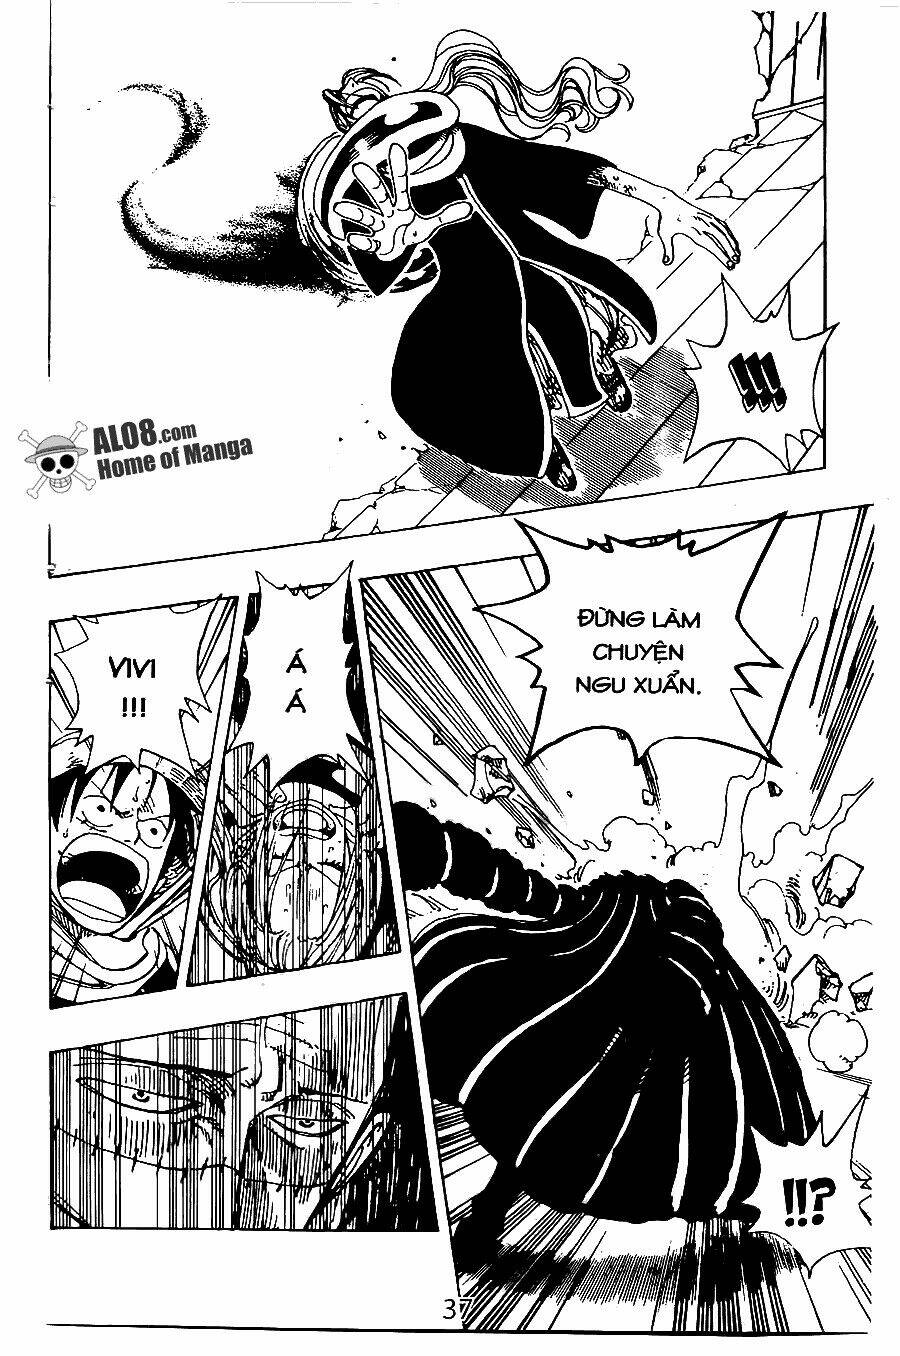 !!!
ALO8.com
Home of Manga
ĐỪNG LÀM
CHUYỆN
NGU XUẨN.
Á
Á
VIVI
!!!
!!?
37